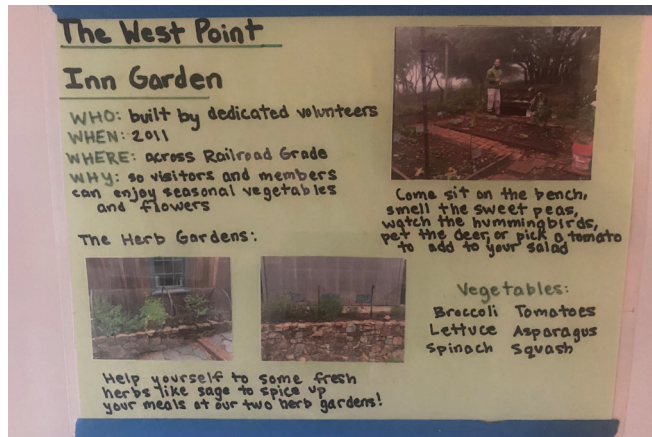 The West Point
Inn Garden
WHO: built by dedicated volunteers
WHEN: 2011
WHERE: across Railroad Grade
WHY: so visitors and members
can enjoy seasonal vegetables
and flowers
Come sit on the bench,
smell the sweet peas,
watch the hummingbirds,
pet the deer, or pick a tomato
to add to your salad
The Herb Gardens:
Vegetables:
Broccoli Tomatoes
Lettuce Asparagus
Spinach Squash
Help yourself to some fresh
herbs like sage to spice up
your meals at our two herb gardens!